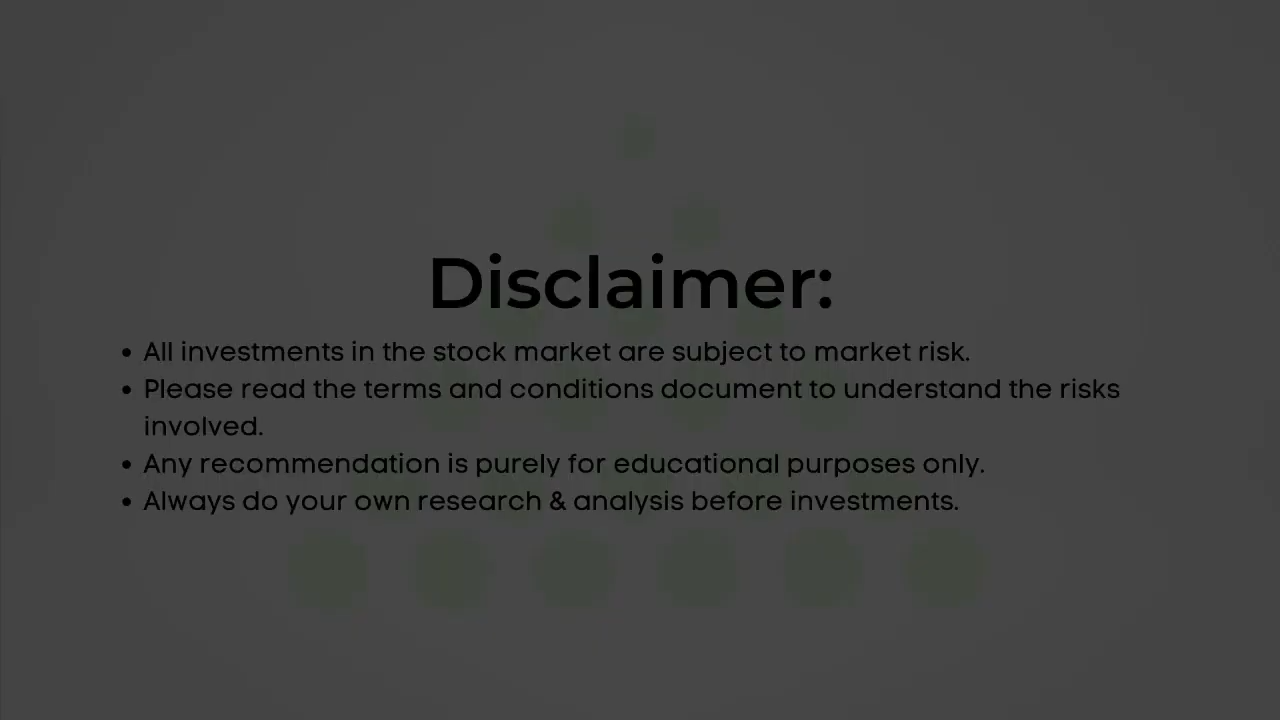 Disclaimer:
• All investments in the stock market are subject to market risk.
• Please read the terms and conditions document to understand the risks
involved.
• Any recommendation is purely for educational purposes only.
• Always do your own research & analysis before investments.